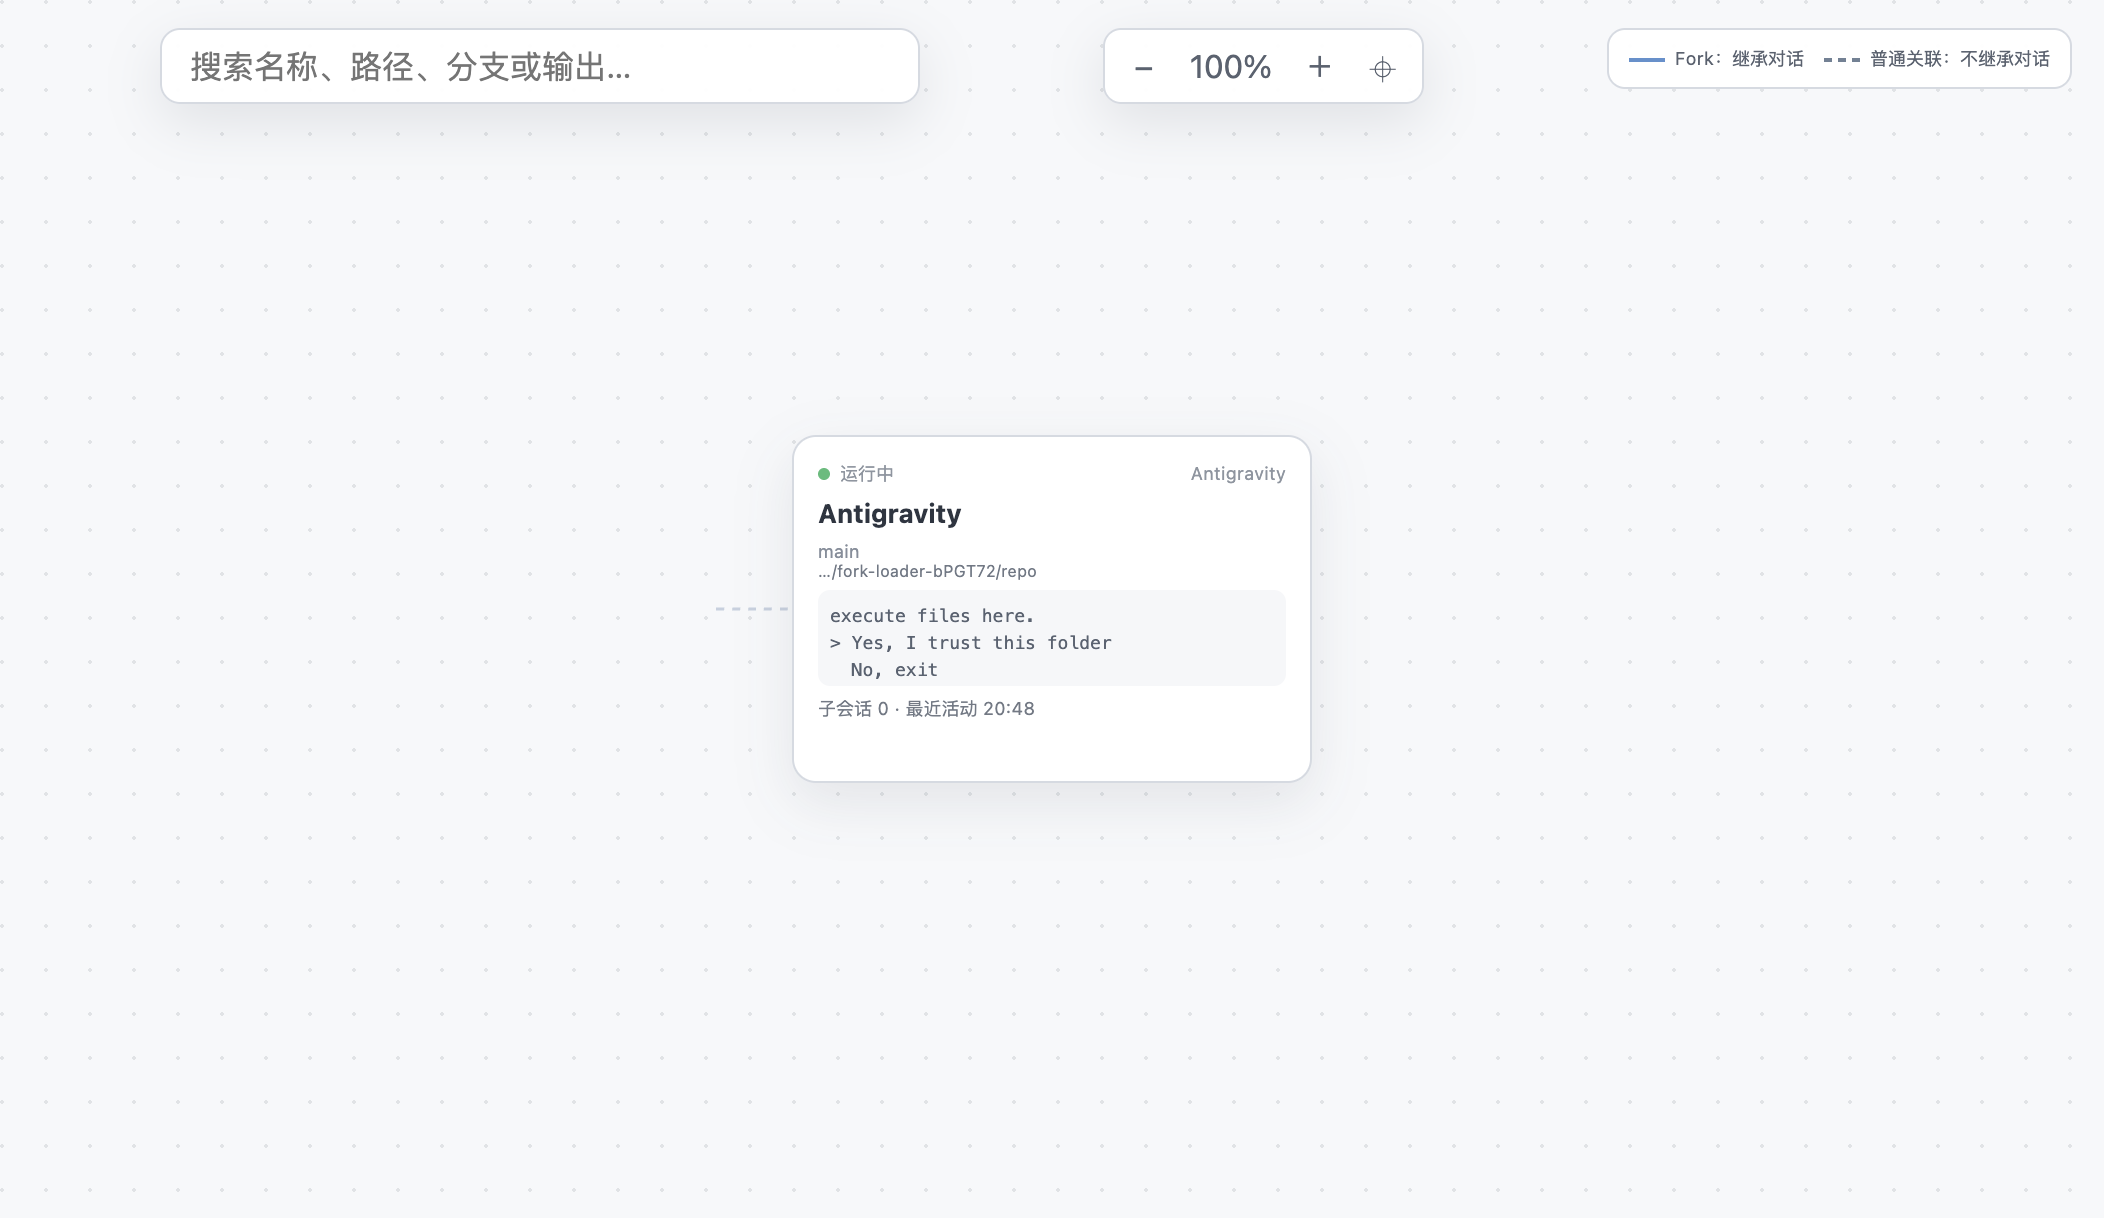 搜索名称、路径、分支或输出...
− 100% +
Fork：继承对话 普通关联：不继承对话
运行中 Antigravity
Antigravity
main
.../fork-loader-bPGT72/repo
execute files here.
> Yes, I trust this folder
No, exit
子会话 0 · 最近活动 20:48